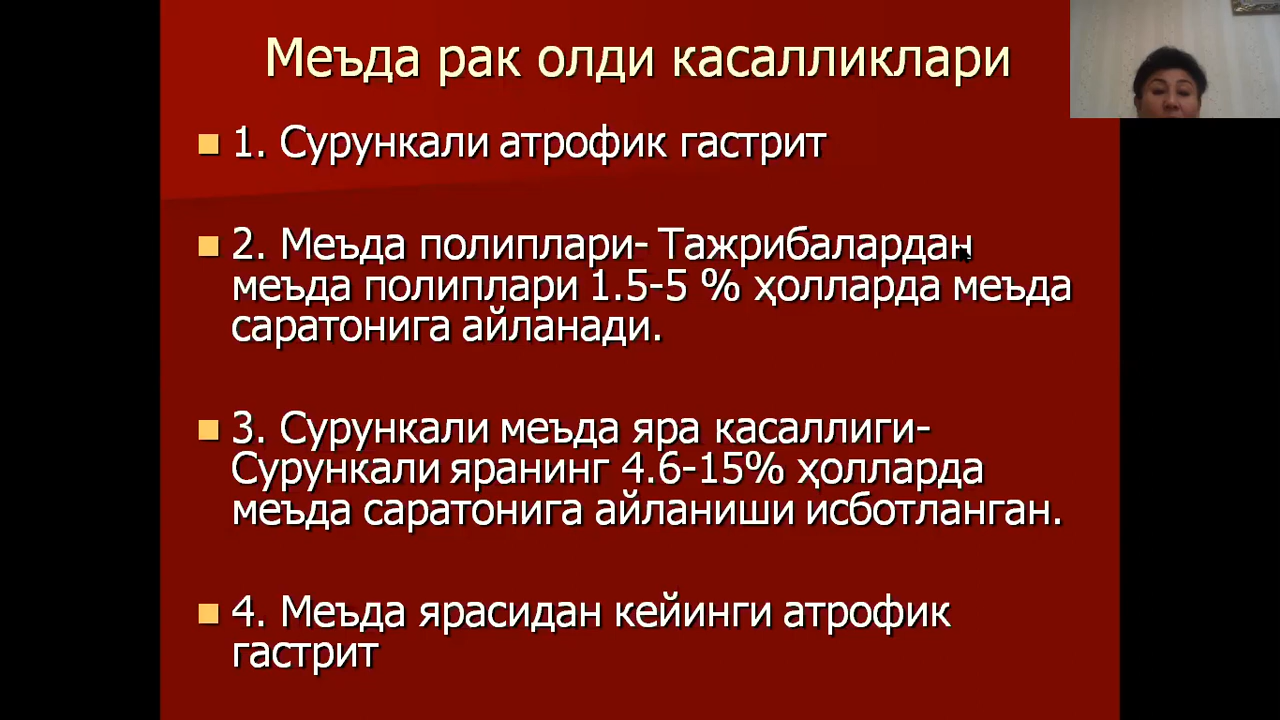 Меъда рак олди касалликлари
1. Сурункали атрофик гастрит
2. Меъда полиплари- Тажрибалардан
меъда полиплари 1.5-5 % ҳолларда меъда
саратонига айланади.
3. Сурункали меъда яра касаллиги-
Сурункали яранинг 4.6-15% ҳолларда
меъда саратонига айланиши исботланган.
4. Меъда ярасидан кейинги атрофик
гастрит